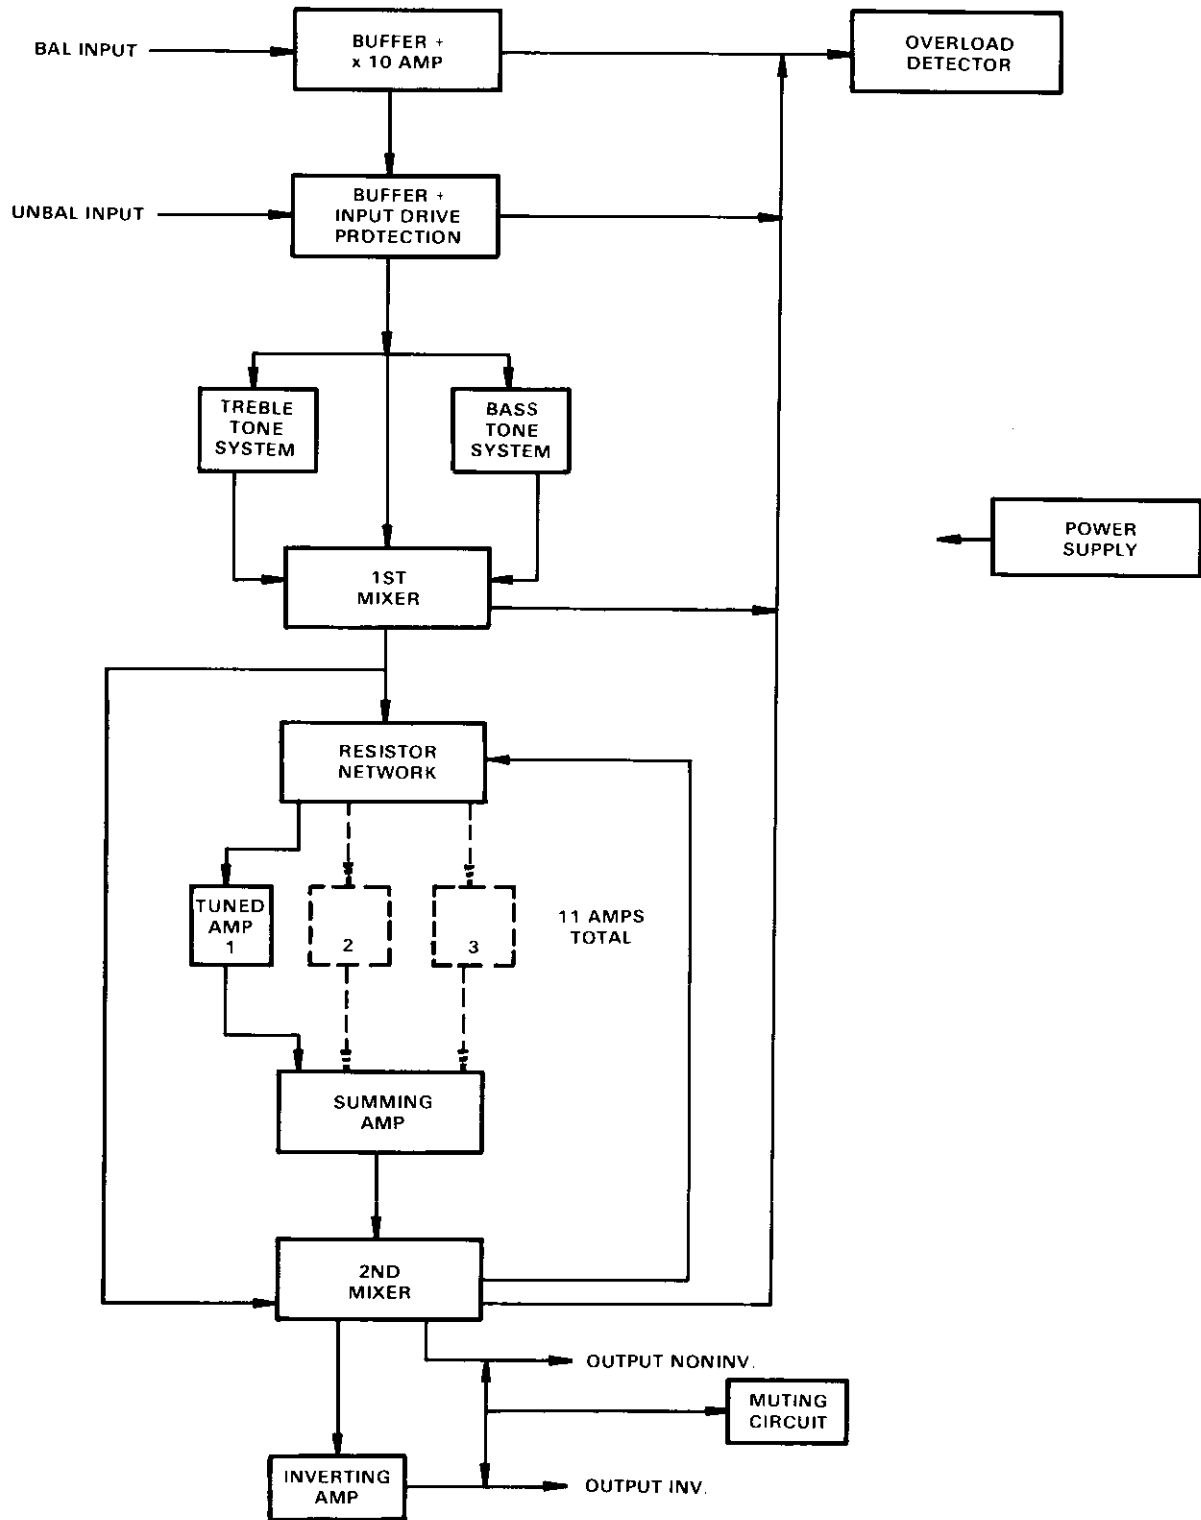 BAL INPUT
BUFFER +
x 10 AMP
OVERLOAD
DETECTOR
UNBAL INPUT
BUFFER +
INPUT DRIVE
PROTECTION
TREBLE
TONE
SYSTEM
BASS
TONE
SYSTEM
POWER
SUPPLY
1ST
MIXER
RESISTOR
NETWORK
TUNED
AMP
1
2
3
11 AMPS
TOTAL
SUMMING
AMP
2ND
MIXER
OUTPUT NONINV.
MUTING
CIRCUIT
INVERTING
AMP
OUTPUT INV.